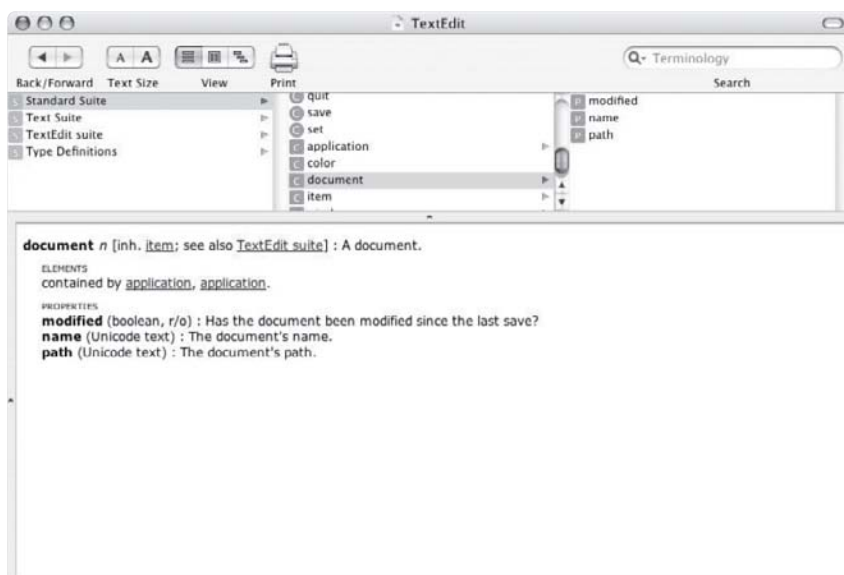 TextEdit
A A
Back/Forward Text Size View Print
Terminology
Search
S Standard Suite
S Text Suite
S TextEdit suite
S Type Definitions
C quit
C save
C set
C application
C color
C document
C item
P modified
P name
P path
document n [inh. item; see also TextEdit suite] : A document.
ELEMENTS
contained by application, application.
PROPERTIES
modified (boolean, r/o) : Has the document been modified since the last save?
name (Unicode text) : The document's name.
path (Unicode text) : The document's path.